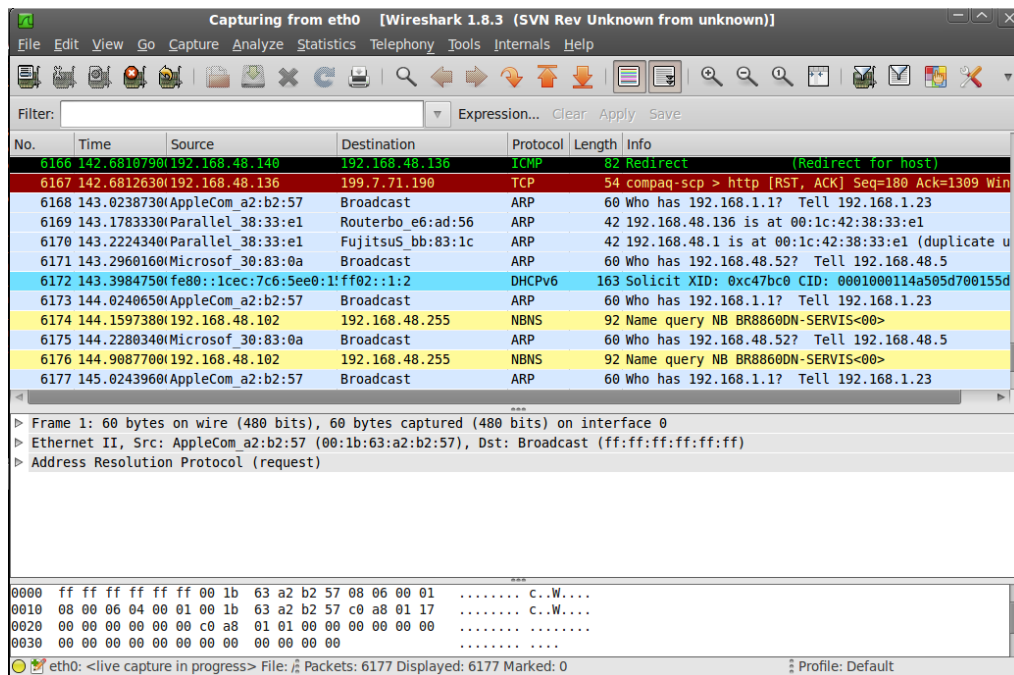 Capturing from eth0 [Wireshark 1.8.3 (SVN Rev Unknown from unknown)]
File Edit View Go Capture Analyze Statistics Telephony Tools Internals Help
Filter: Expression... Clear Apply Save
No. Time Source Destination Protocol Length Info
6166 142.68107900 192.168.48.140 192.168.48.136 ICMP 82 Redirect (Redirect for host)
6167 142.68126300 192.168.48.136 199.7.71.190 TCP 54 compaq-scp > http [RST, ACK] Seq=180 Ack=1309 Win
6168 143.02387300 AppleCom_a2:b2:57 Broadcast ARP 60 Who has 192.168.1.1? Tell 192.168.1.23
6169 143.17833300 Parallel_38:33:e1 Routerbo_e6:ad:56 ARP 42 192.168.48.136 is at 00:1c:42:38:33:e1
6170 143.22434000 Parallel_38:33:e1 FujitsuS_bb:83:1c ARP 42 192.168.48.1 is at 00:1c:42:38:33:e1 (duplicate u
6171 143.29601600 Microsof_30:83:0a Broadcast ARP 60 Who has 192.168.48.52? Tell 192.168.48.5
6172 143.39847500 fe80::1cec:7c6:5ee0:1 ff02::1:2 DHCPv6 163 Solicit XID: 0xc47bc0 CID: 0001000114a505d700155d
6173 144.02406500 AppleCom_a2:b2:57 Broadcast ARP 60 Who has 192.168.1.1? Tell 192.168.1.23
6174 144.15973800 192.168.48.102 192.168.48.255 NBNS 92 Name query NB BR8860DN-SERVIS<00>
6175 144.22803400 Microsof_30:83:0a Broadcast ARP 60 Who has 192.168.48.52? Tell 192.168.48.5
6176 144.90877000 192.168.48.102 192.168.48.255 NBNS 92 Name query NB BR8860DN-SERVIS<00>
6177 145.02439600 AppleCom_a2:b2:57 Broadcast ARP 60 Who has 192.168.1.1? Tell 192.168.1.23
Frame 1: 60 bytes on wire (480 bits), 60 bytes captured (480 bits) on interface 0
Ethernet II, Src: AppleCom_a2:b2:57 (00:1b:63:a2:b2:57), Dst: Broadcast (ff:ff:ff:ff:ff:ff)
Address Resolution Protocol (request)
0000 ff ff ff ff ff ff 00 1b 63 a2 b2 57 08 06 00 01 ........ c..W....
0010 08 00 06 04 00 01 00 1b 63 a2 b2 57 c0 a8 01 17 ........ c..W....
0020 00 00 00 00 00 00 c0 a8 01 01 00 00 00 00 00 00 ........ ........
0030 00 00 00 00 00 00 00 00 00 00 00 00 ........ ....
eth0: <live capture in progress> File: / Packets: 6177 Displayed: 6177 Marked: 0 Profile: Default